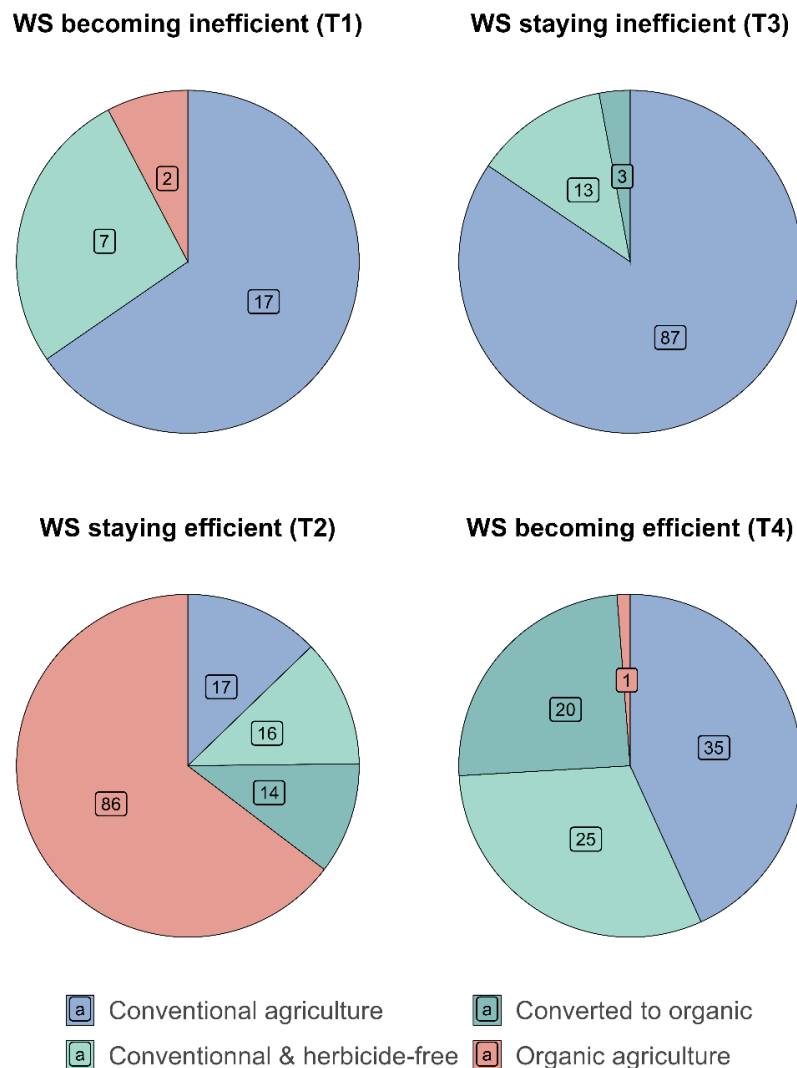 WS becoming inefficient (T1)
WS staying inefficient (T3)
2
7
17
3
13
87
WS staying efficient (T2)
WS becoming efficient (T4)
17
16
14
86
1
20
35
25
a Conventional agriculture
a Converted to organic
a Conventionnal & herbicide-free
a Organic agriculture